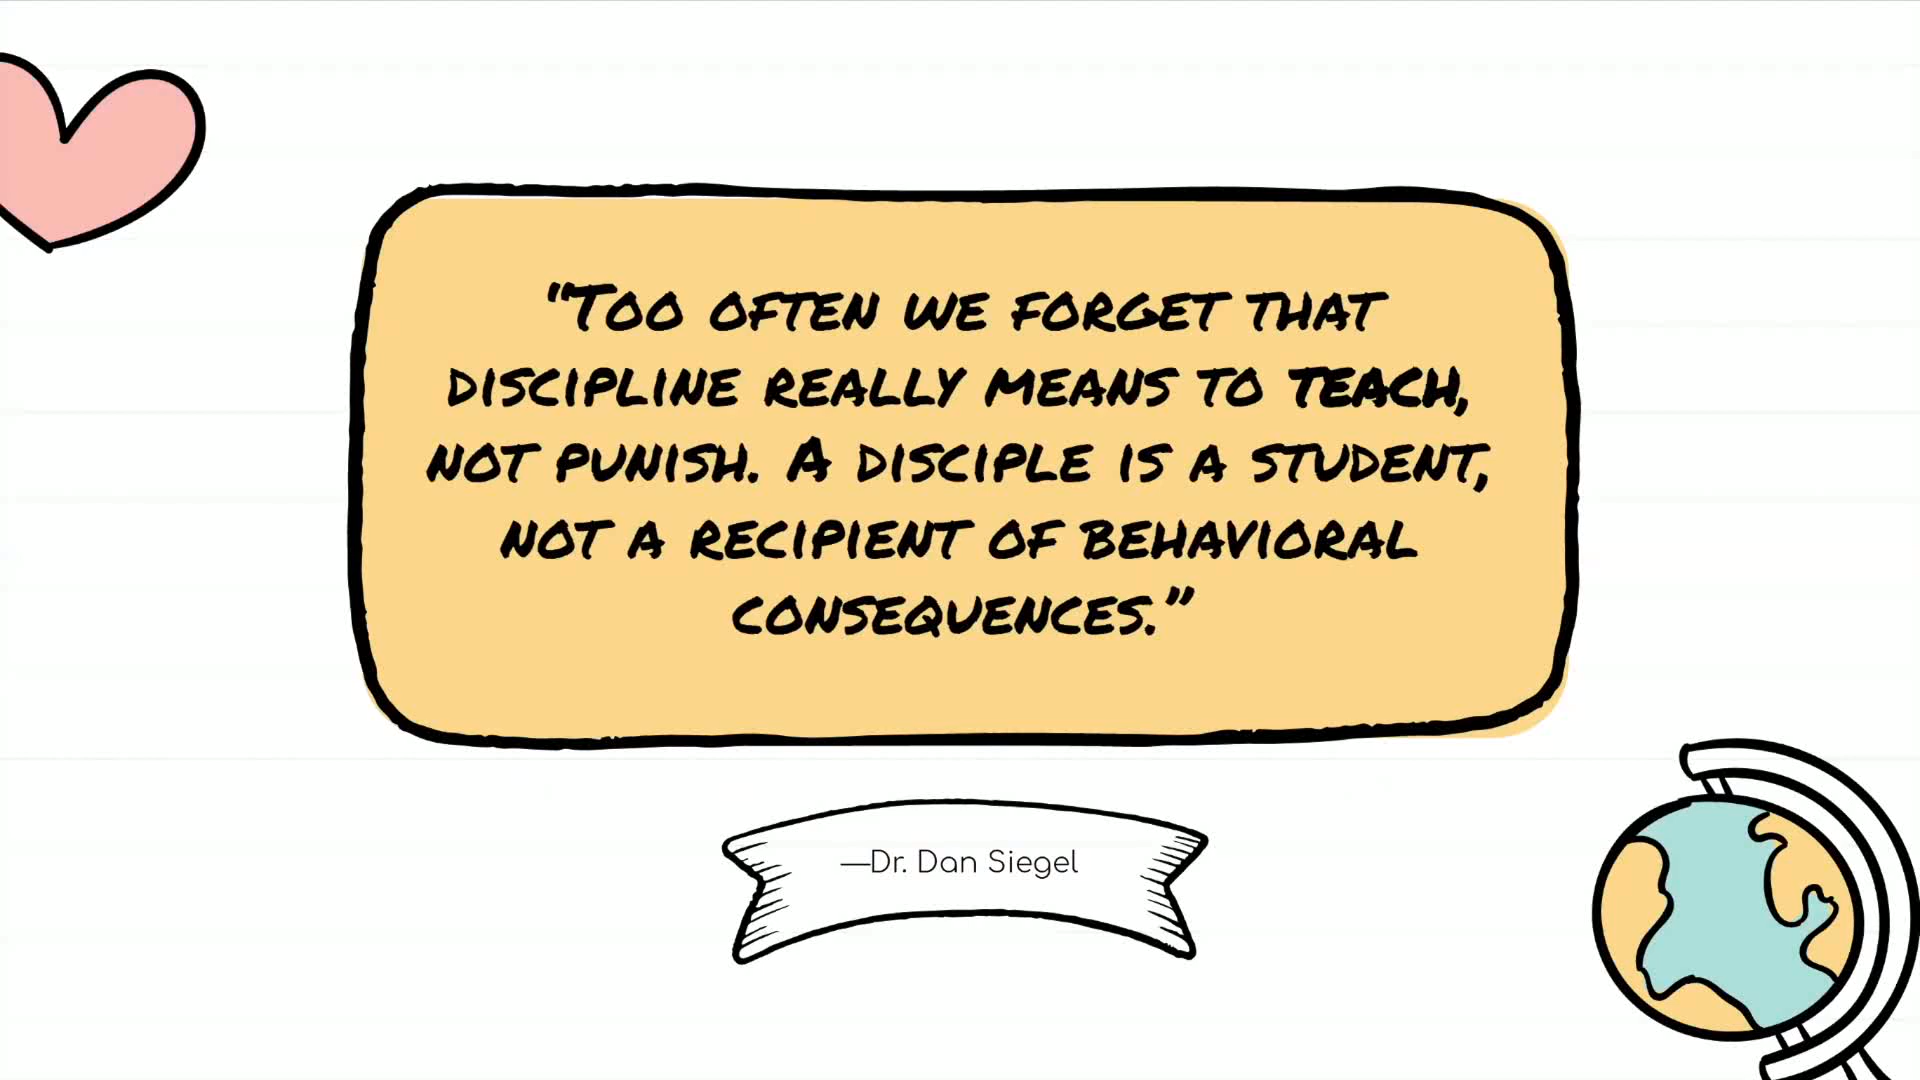 “Too often we forget that
discipline really means to teach,
not punish. A disciple is a student,
not a recipient of behavioral
consequences.”
—Dr. Dan Siegel